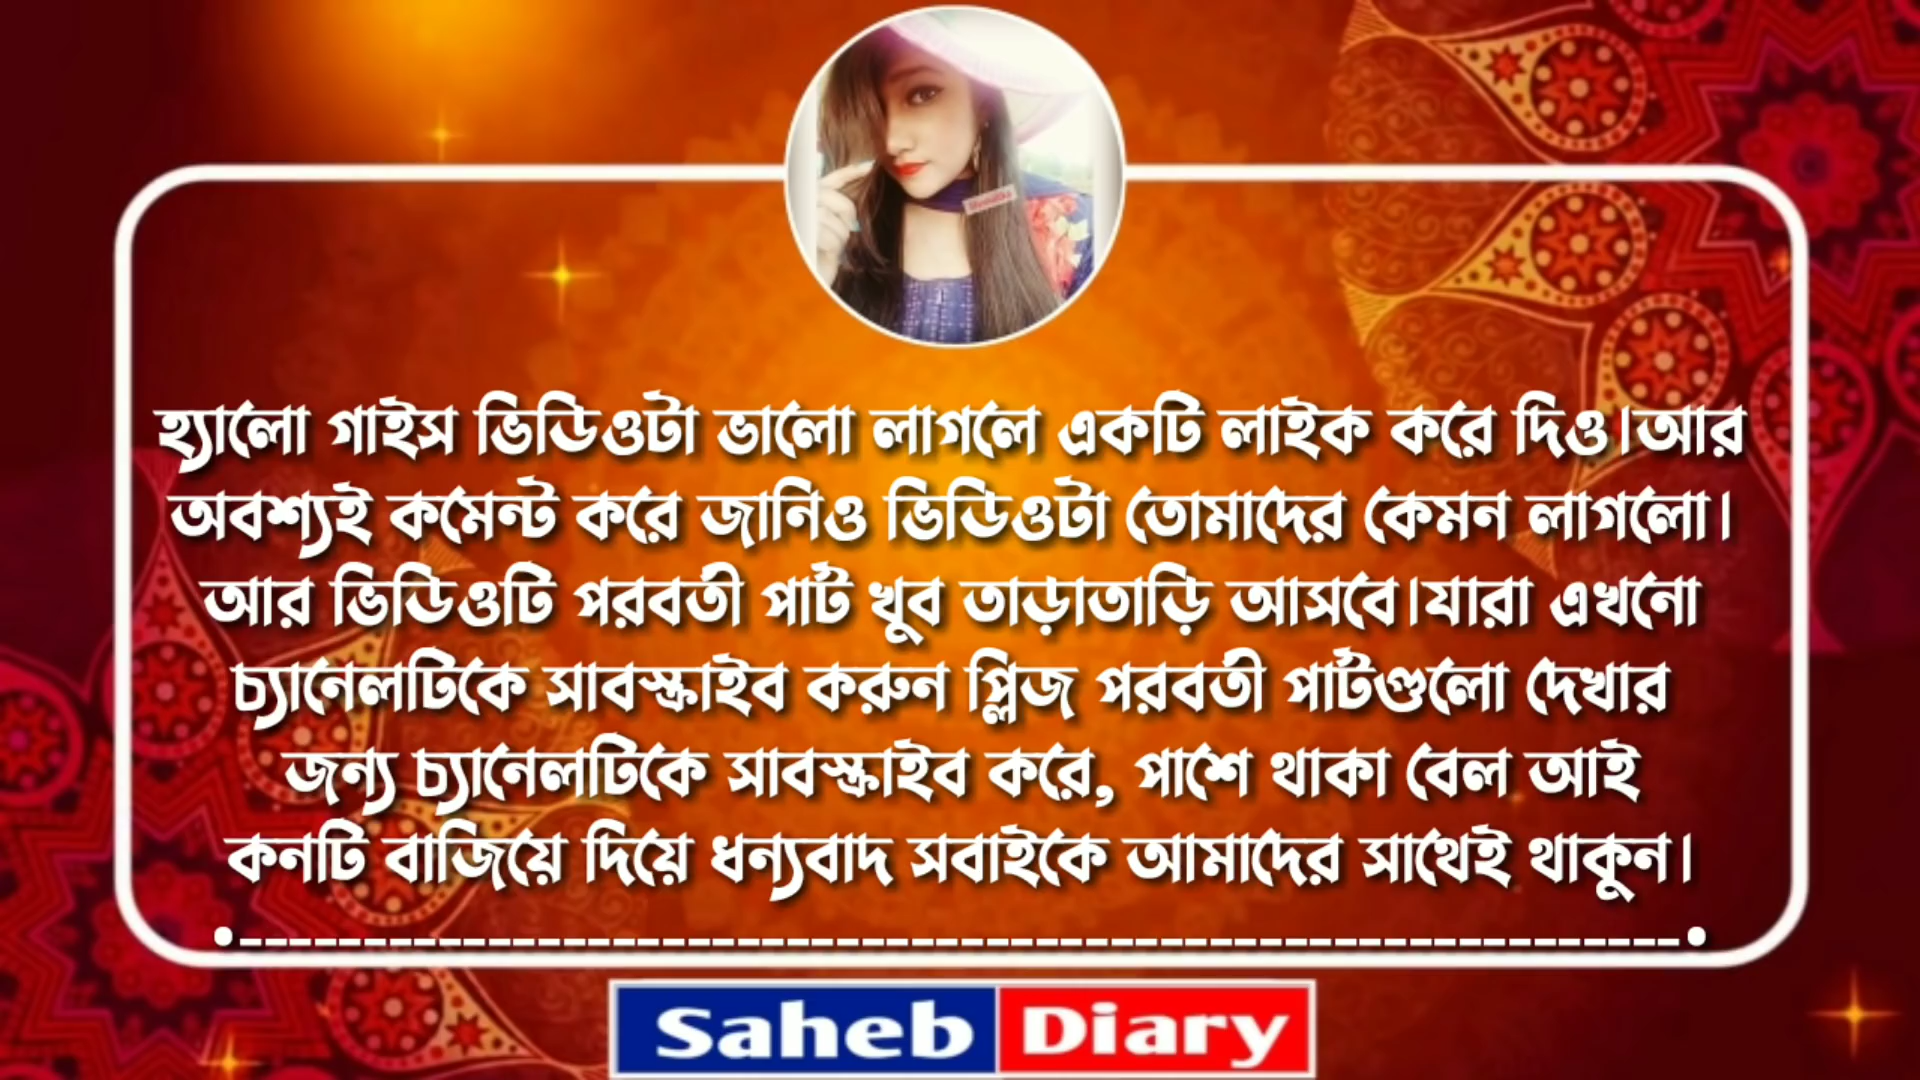 হ্যালো গাইস ভিডিওটা ভালো লাগলে একটি লাইক করে দিও।আর
অবশ্যই কমেন্ট করে জানিও ভিডিওটা তোমাদের কেমন লাগলো।
আর ভিডিওটি পরবর্তী পার্ট খুব তাড়াতাড়ি আসবে।যারা এখনো
চ্যানেলটিকে সাবস্ক্রাইব করুন প্লিজ পরবর্তী পার্টগুলো দেখার
জন্য চ্যানেলটিকে সাবস্ক্রাইব করে, পাশে থাকা বেল আই
কনটি বাজিয়ে দিয়ে ধন্যবাদ সবাইকে আমাদের সাথেই থাকুন।
Saheb Diary